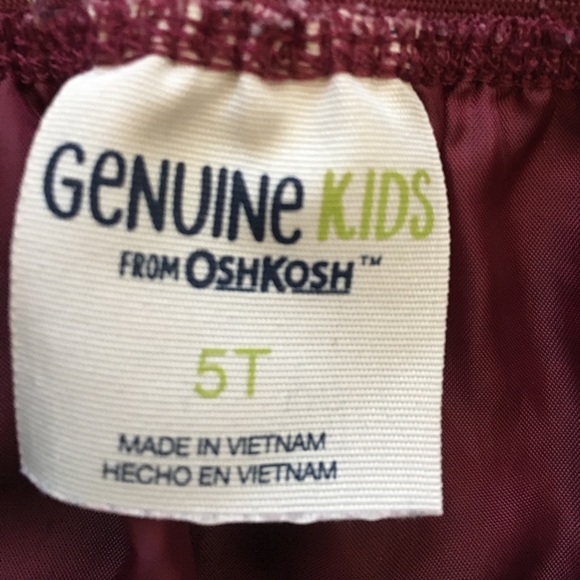 GeNUINe KIDS
FROM OSHKOSH™
5T
MADE IN VIETNAM
HECHO EN VIETNAM